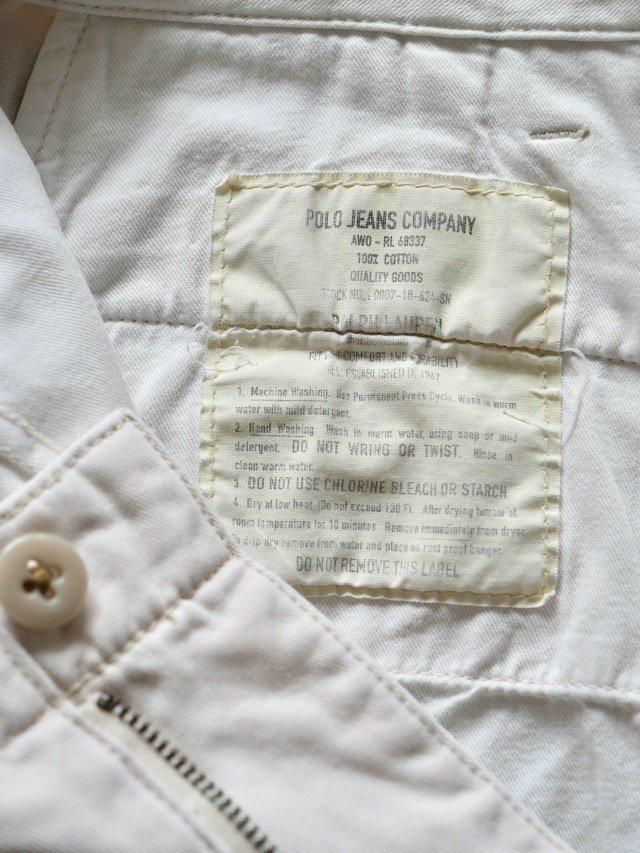 POLO JEANS COMPANY
AWO - RL 68337
100% COTTON
QUALITY GOODS
STOCK NO.: 0007-18-624-SN
RALPH LAUREN
COMFORT AND DURABILITY
R.L. ESTABLISHED IN 1967
1. Machine Washing. Use Permanent Press Cycle. Wash in warm
water with mild detergent.
2. Hand Washing. Wash in warm water, using soap or mild
detergent. DO NOT WRING OR TWIST. Rinse in
clean warm water.
3. DO NOT USE CHLORINE BLEACH OR STARCH.
4. Dry at low heat. (Do not exceed 130 F). After drying tumble at
room temperature for 10 minutes. Remove immediately from dryer.
To drip dry remove from water and place on rust proof hanger.
DO NOT REMOVE THIS LABEL